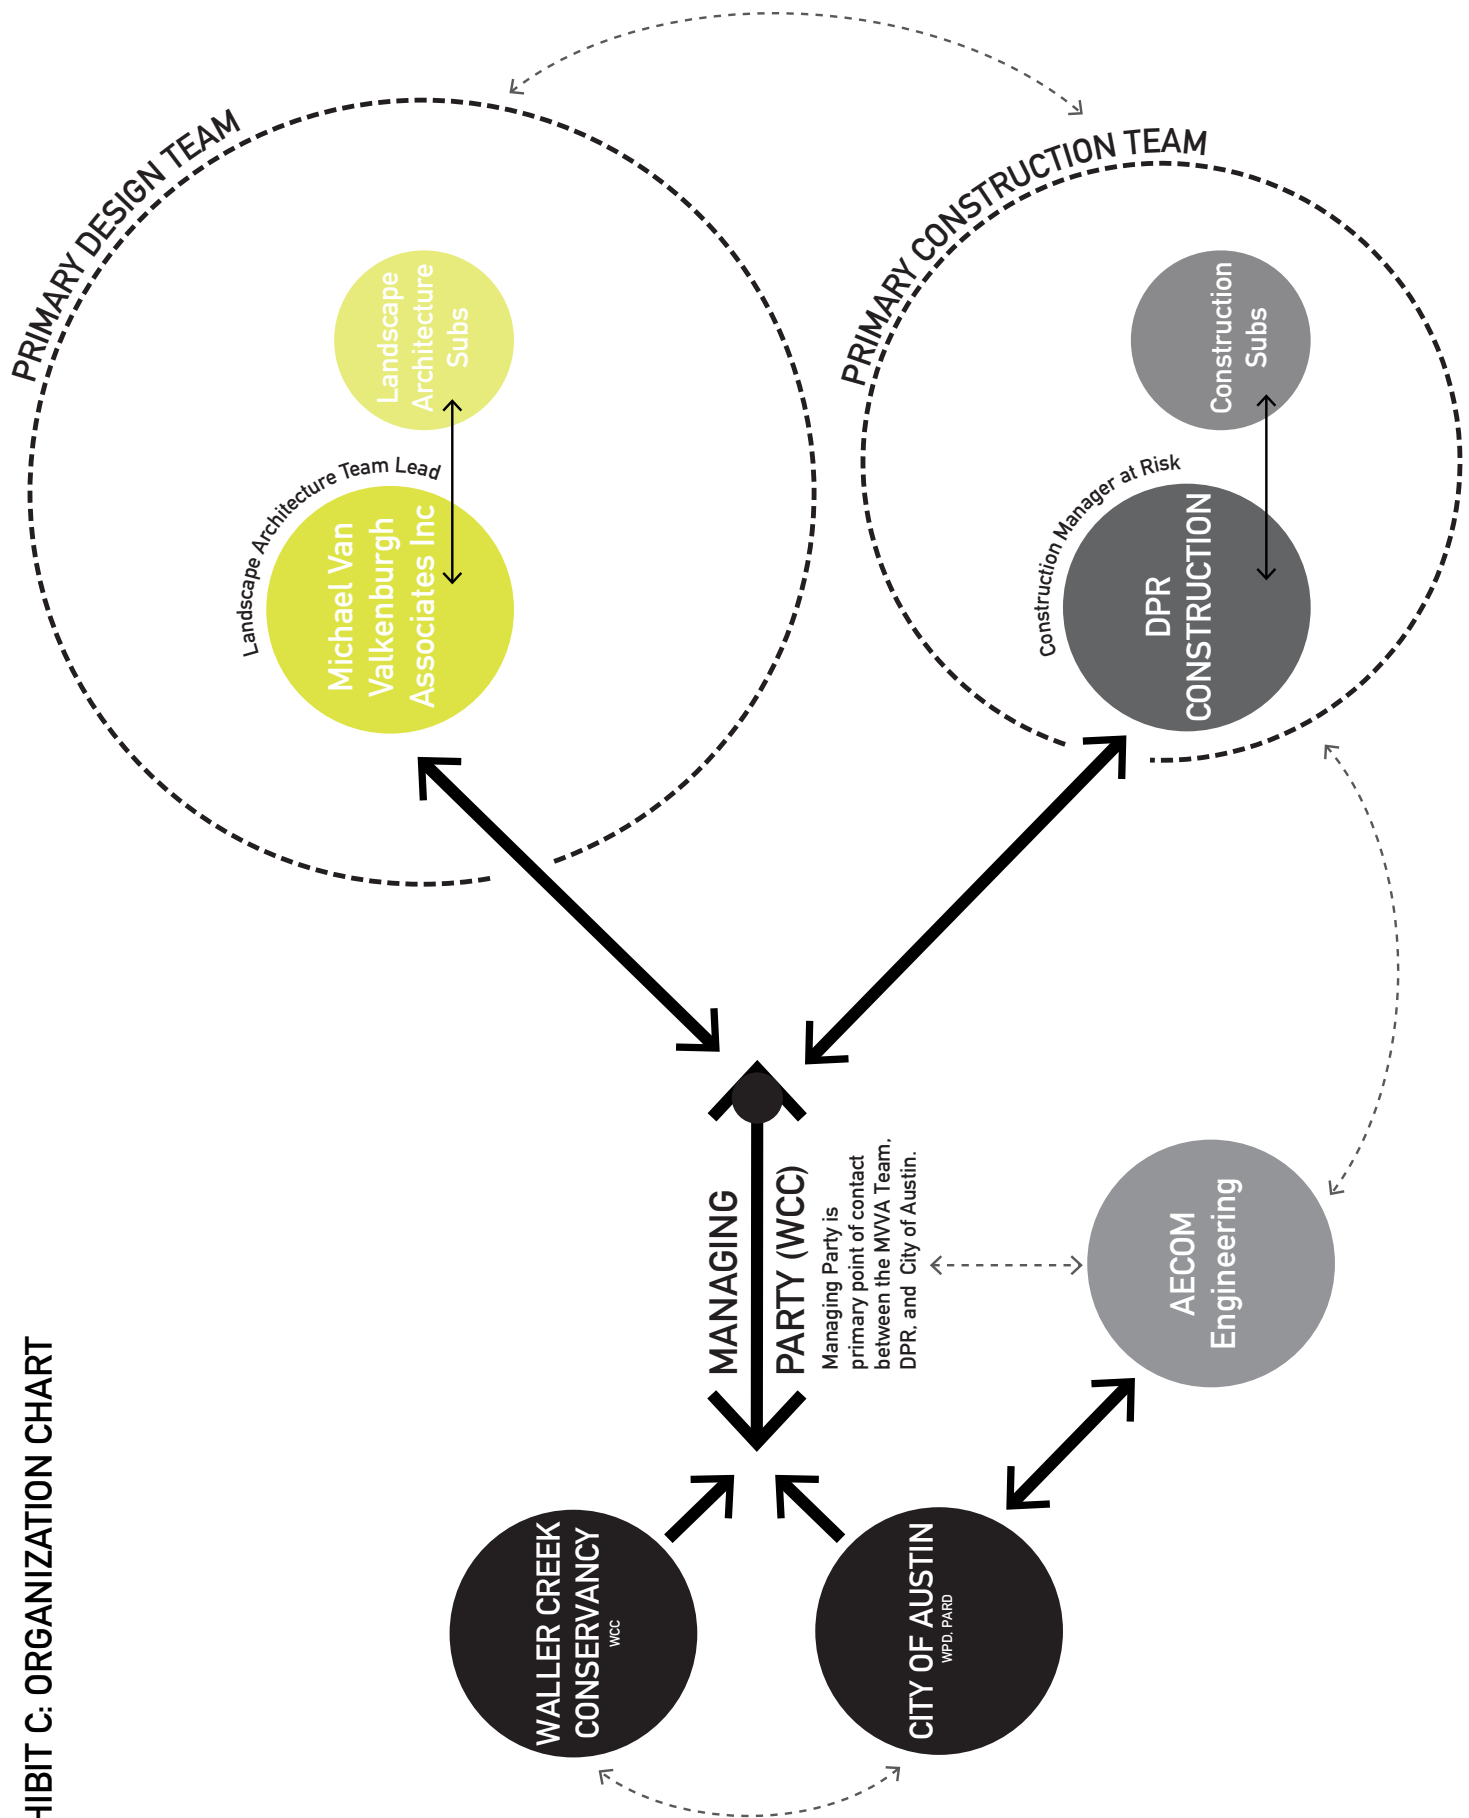 HIBIT C: ORGANIZATION CHART
WALLER CREEK
CONSERVANCY
WCC
CITY OF AUSTIN
WPD, PARD
MANAGING
PARTY (WCC)
Managing Party is
primary point of contact
between the MVVA Team,
DPR, and City of Austin.
AECOM
Engineering
PRIMARY DESIGN TEAM
Landscape Architecture Team Lead
Michael Van
Valkenburgh
Associates Inc
Landscape
Architecture
Subs
PRIMARY CONSTRUCTION TEAM
Construction Manager at Risk
DPR
CONSTRUCTION
Construction
Subs